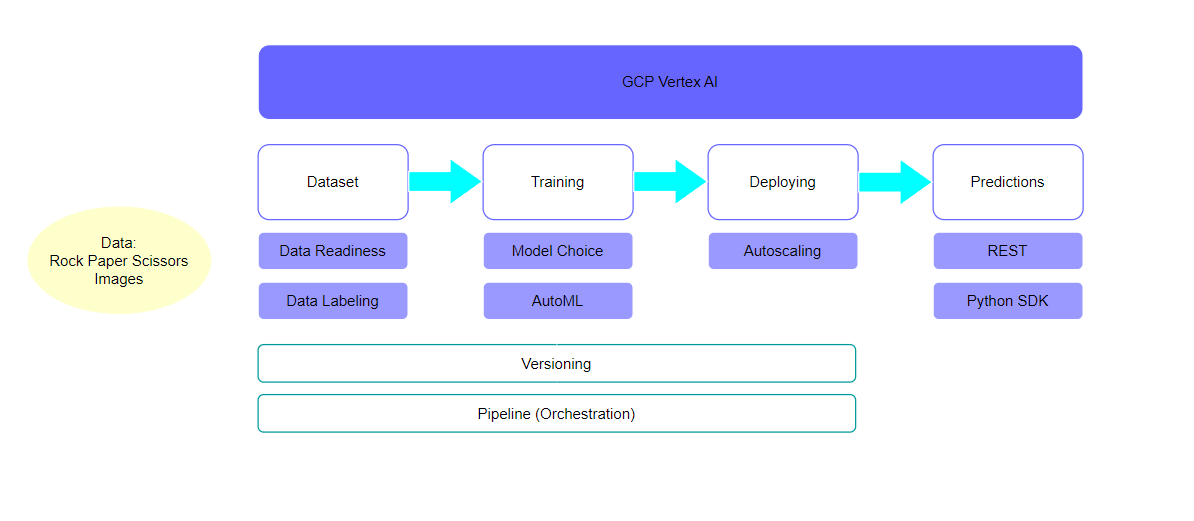 GCP Vertex AI
Dataset
Training
Deploying
Predictions
Data:
Rock Paper Scissors
Images
Data Readiness
Model Choice
Autoscaling
REST
Data Labeling
AutoML
Python SDK
Versioning
Pipeline (Orchestration)